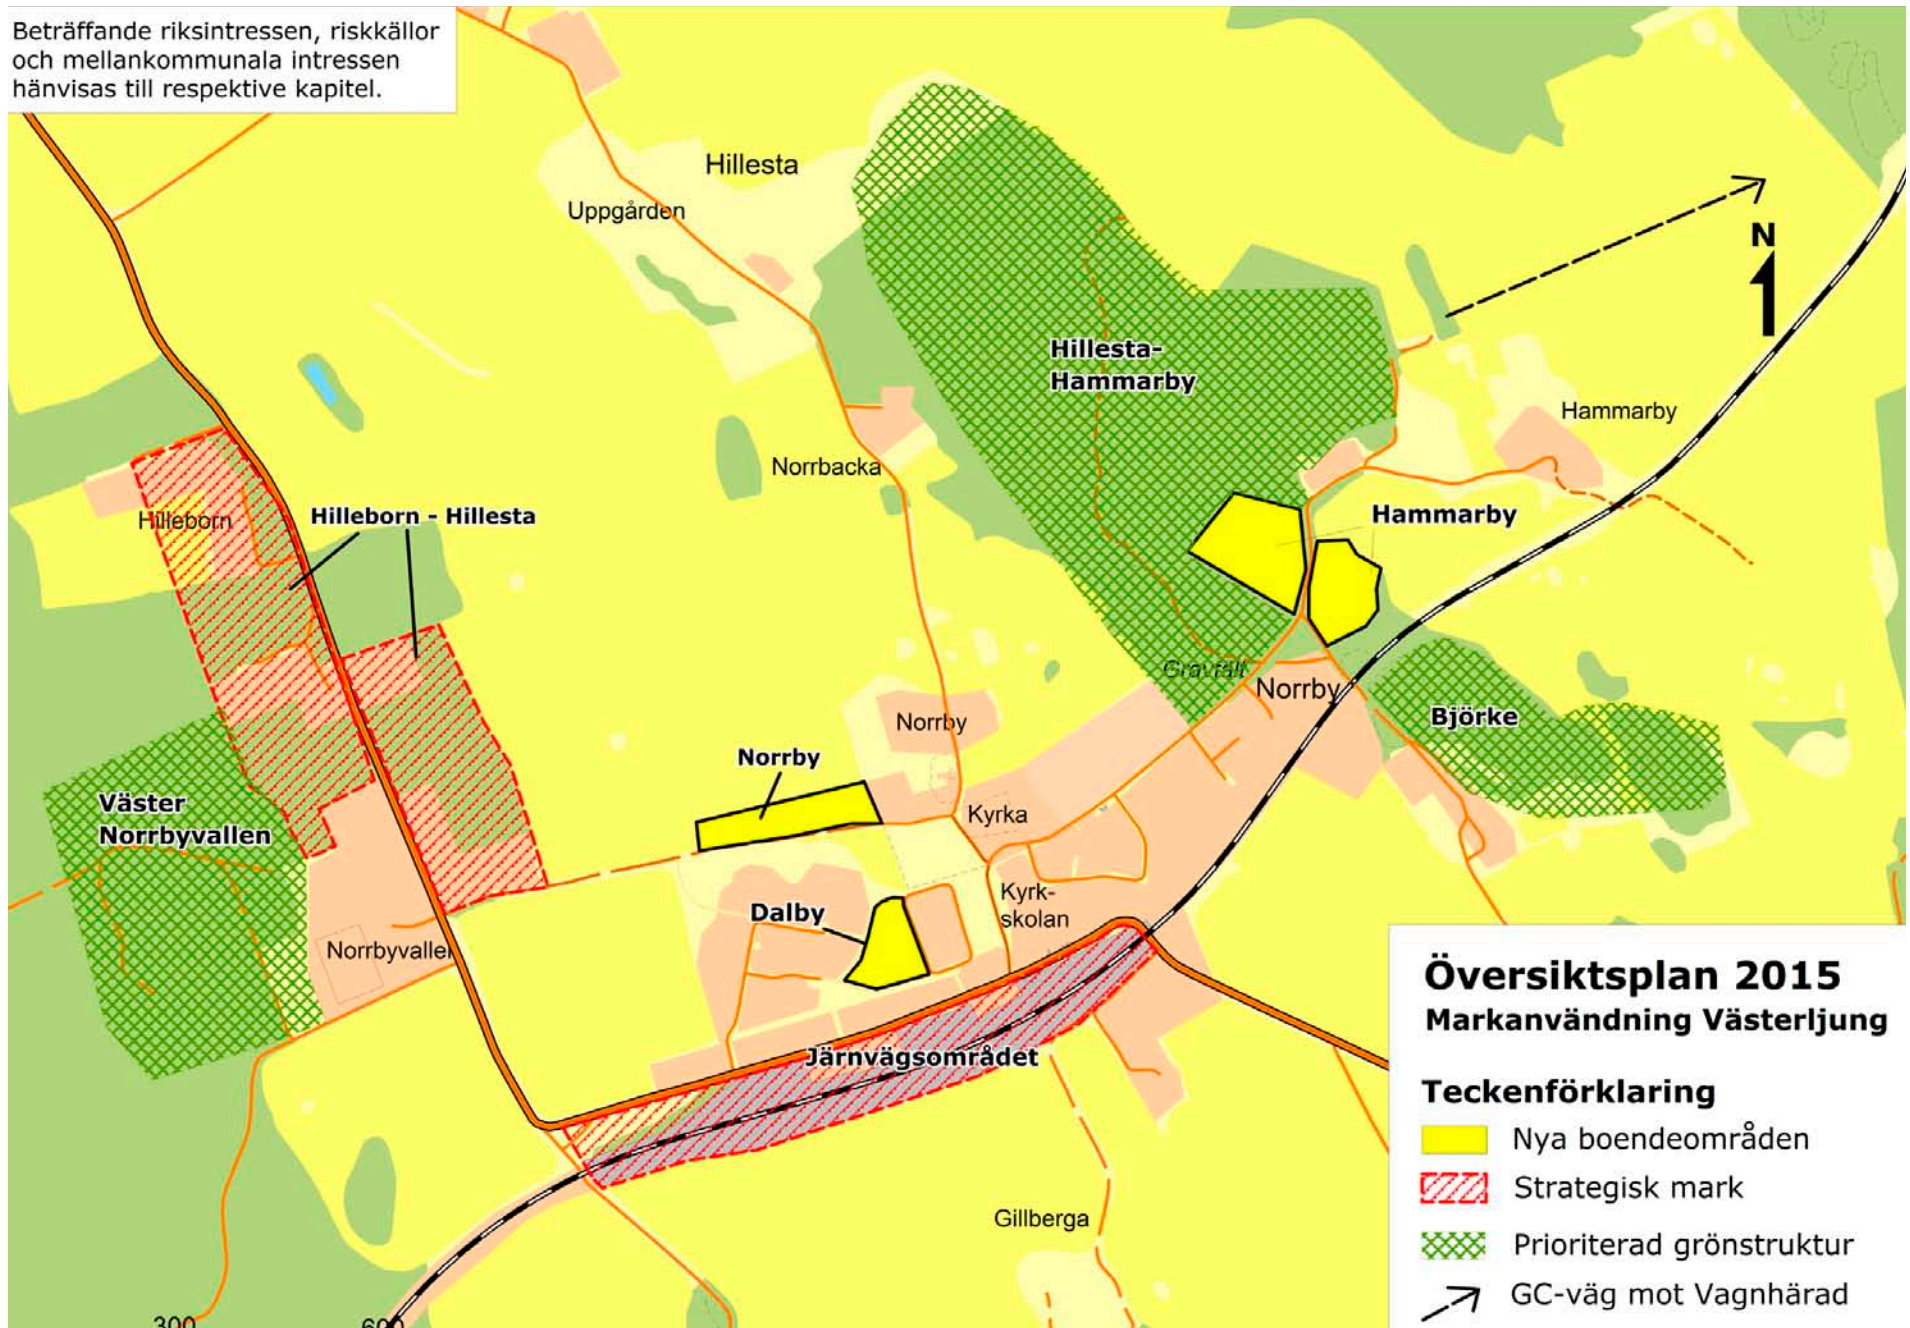 Beträffande riksintressen, riskkällor
och mellankommunala intressen
hänvisas till respektive kapitel.
Hillesta
Uppgården
N
Hillesta-
Hammarby
Hammarby
Norrbacka
Hilleborn
Hilleborn - Hillesta
Hammarby
Gravfält
Norrby
Björke
Norrby
Norrby
Väster
Norrbyvallen
Kyrka
Kyrk-
skolan
Dalby
Norrbyvallen
Järnvägsområdet
Gillberga
300
600
Översiktsplan 2015
Markanvändning Västerljung
Teckenförklaring
Nya boendeområden
Strategisk mark
Prioriterad grönstruktur
GC-väg mot Vagnhärad